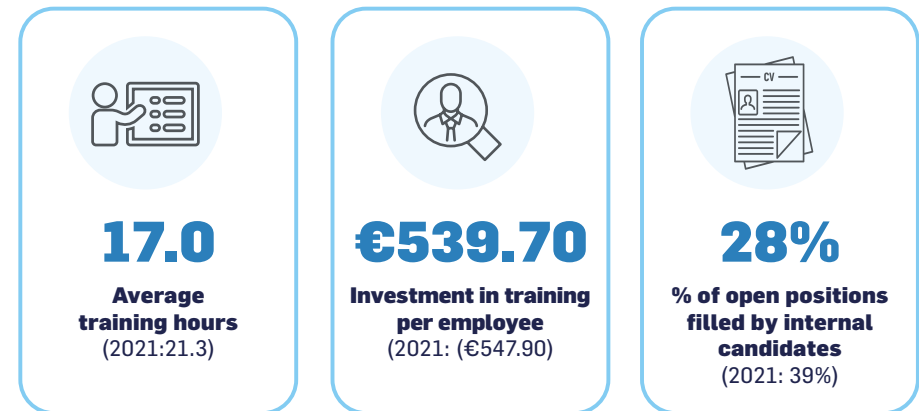 CV
17.0
Average
training hours
(2021:21.3)
€539.70
Investment in training
per employee
(2021: (€547.90)
28%
% of open positions
filled by internal
candidates
(2021: 39%)